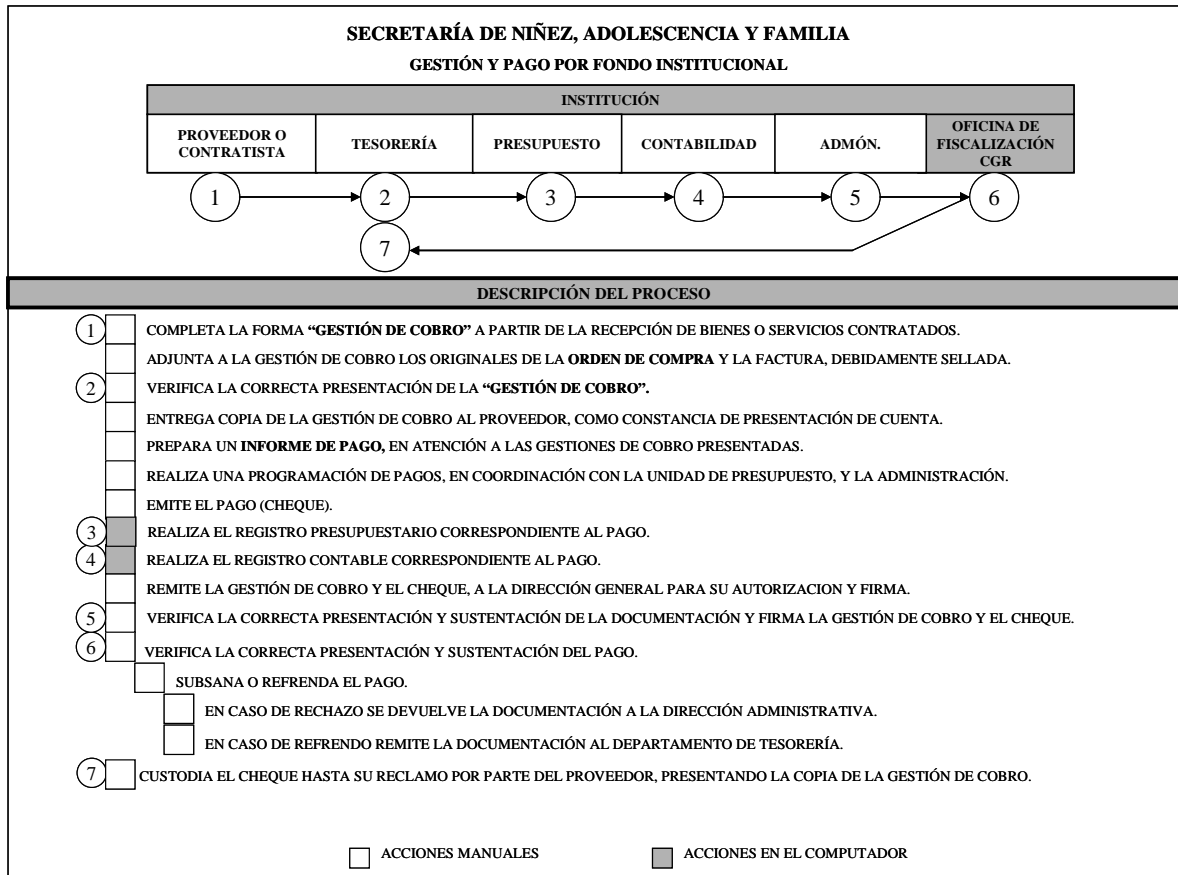 SECRETARÍA DE NIÑEZ, ADOLESCENCIA Y FAMILIA
GESTIÓN Y PAGO POR FONDO INSTITUCIONAL
INSTITUCIÓN
PROVEEDOR O CONTRATISTA
TESORERÍA
PRESUPUESTO
CONTABILIDAD
ADMÓN.
OFICINA DE FISCALIZACIÓN CGR
1
2
3
4
5
6
7
DESCRIPCIÓN DEL PROCESO
1 COMPLETA LA FORMA “GESTIÓN DE COBRO” A PARTIR DE LA RECEPCIÓN DE BIENES O SERVICIOS CONTRATADOS.
ADJUNTA A LA GESTIÓN DE COBRO LOS ORIGINALES DE LA ORDEN DE COMPRA Y LA FACTURA, DEBIDAMENTE SELLADA.
2 VERIFICA LA CORRECTA PRESENTACIÓN DE LA “GESTIÓN DE COBRO”.
ENTREGA COPIA DE LA GESTIÓN DE COBRO AL PROVEEDOR, COMO CONSTANCIA DE PRESENTACIÓN DE CUENTA.
PREPARA UN INFORME DE PAGO, EN ATENCIÓN A LAS GESTIONES DE COBRO PRESENTADAS.
REALIZA UNA PROGRAMACIÓN DE PAGOS, EN COORDINACIÓN CON LA UNIDAD DE PRESUPUESTO, Y LA ADMINISTRACIÓN.
EMITE EL PAGO (CHEQUE).
3 REALIZA EL REGISTRO PRESUPUESTARIO CORRESPONDIENTE AL PAGO.
4 REALIZA EL REGISTRO CONTABLE CORRESPONDIENTE AL PAGO.
REMITE LA GESTIÓN DE COBRO Y EL CHEQUE, A LA DIRECCIÓN GENERAL PARA SU AUTORIZACION Y FIRMA.
5 VERIFICA LA CORRECTA PRESENTACIÓN Y SUSTENTACIÓN DE LA DOCUMENTACIÓN Y FIRMA LA GESTIÓN DE COBRO Y EL CHEQUE.
6 VERIFICA LA CORRECTA PRESENTACIÓN Y SUSTENTACIÓN DEL PAGO.
SUBSANA O REFRENDA EL PAGO.
EN CASO DE RECHAZO SE DEVUELVE LA DOCUMENTACIÓN A LA DIRECCIÓN ADMINISTRATIVA.
EN CASO DE REFRENDO REMITE LA DOCUMENTACIÓN AL DEPARTAMENTO DE TESORERÍA.
7 CUSTODIA EL CHEQUE HASTA SU RECLAMO POR PARTE DEL PROVEEDOR, PRESENTANDO LA COPIA DE LA GESTIÓN DE COBRO.
ACCIONES MANUALES
ACCIONES EN EL COMPUTADOR